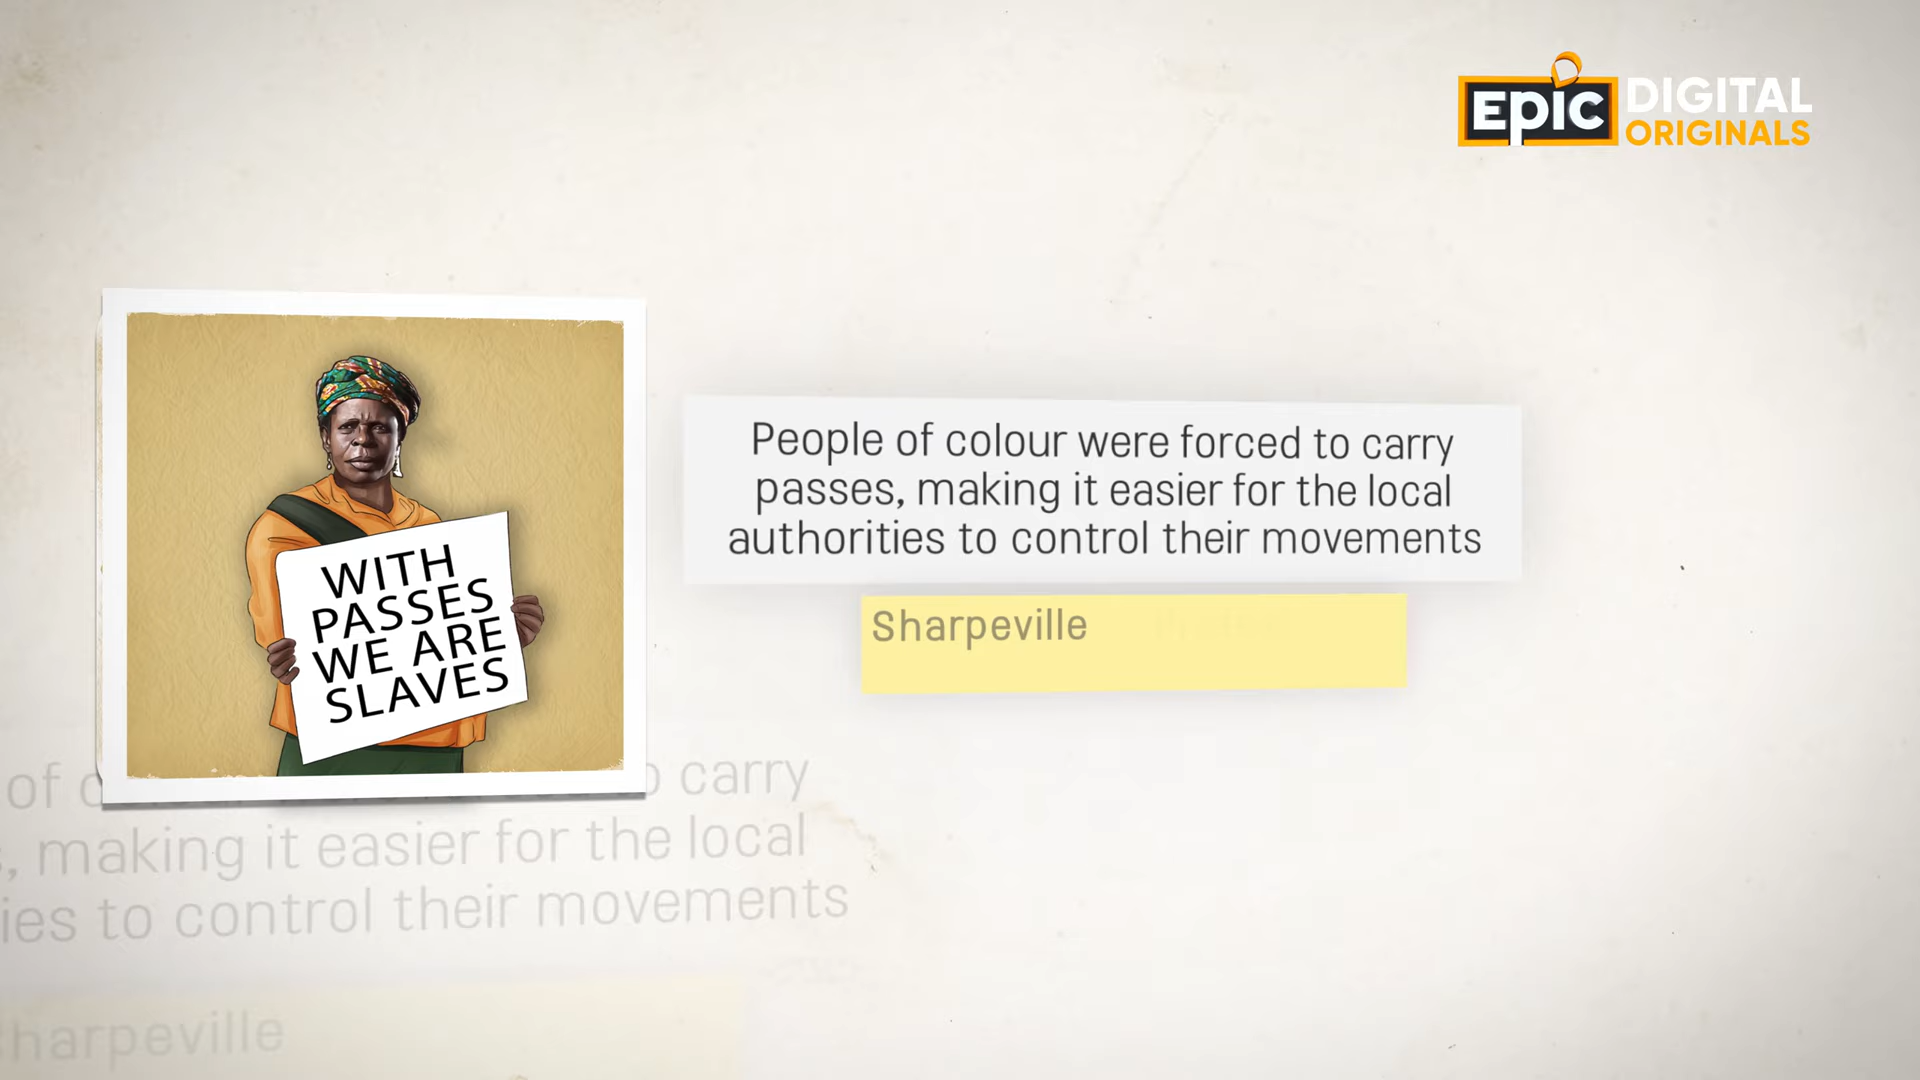 EPIC DIGITAL
ORIGINALS
WITH
PASSES
WE ARE
SLAVES
People of colour were forced to carry
passes, making it easier for the local
authorities to control their movements
Sharpeville
of carry
, making it easier for the local
ies to control their movements
harpeville